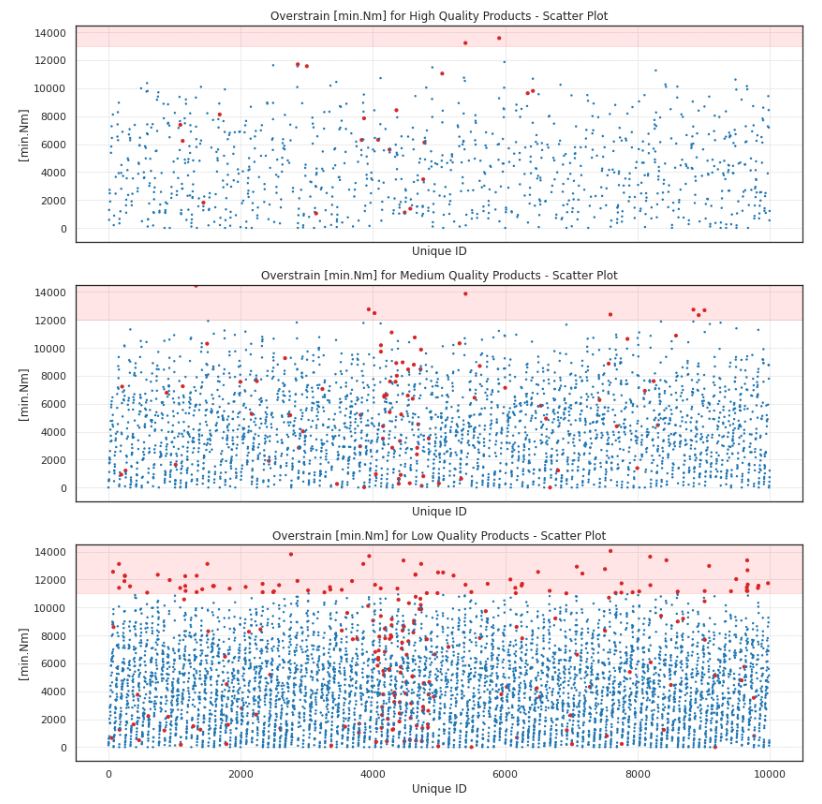 Overstrain [min.Nm] for High Quality Products - Scatter Plot
14000
12000
10000
8000
6000
4000
2000
0
[min.Nm]
Unique ID
Overstrain [min.Nm] for Medium Quality Products - Scatter Plot
14000
12000
10000
8000
6000
4000
2000
0
[min.Nm]
Unique ID
Overstrain [min.Nm] for Low Quality Products - Scatter Plot
14000
12000
10000
8000
6000
4000
2000
0
[min.Nm]
0 2000 4000 6000 8000 10000
Unique ID